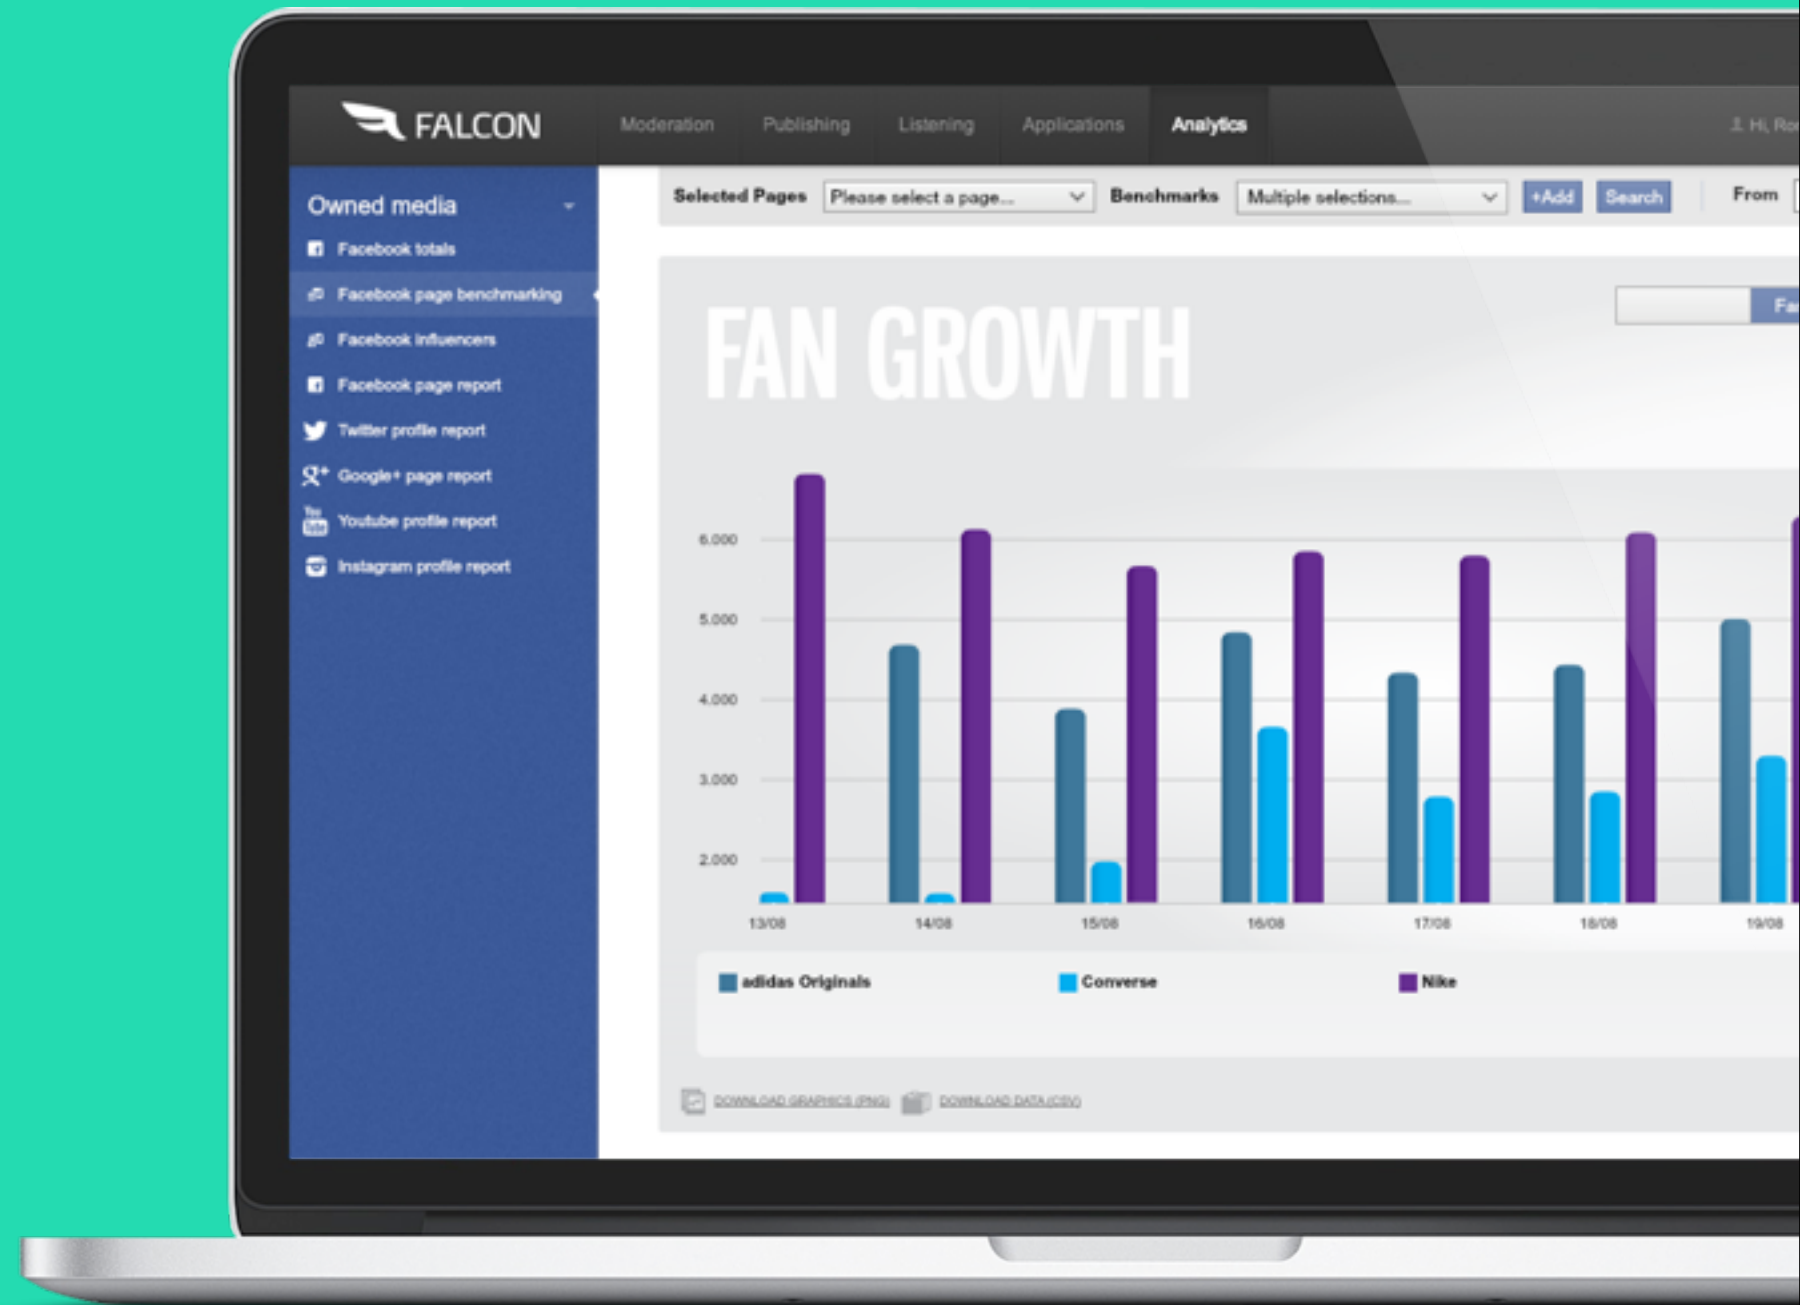 FALCON
Moderation
Publishing
Listening
Applications
Analytics
Hi,
Owned media
Facebook totals
Facebook page benchmarking
Facebook influencers
Facebook page report
Twitter profile report
Google+ page report
You
Tube
Youtube profile report
Instagram profile report
Selected Pages
Please select a page...
Benchmarks
Multiple selections...
+Add
Search
From
FAN GROWTH
6.000
5.000
4.000
3.000
2.000
13/08
14/08
15/08
16/08
17/08
18/08
19/08
adidas Originals
Converse
Nike
DOWNLOAD GRAPHICS (PNG)
DOWNLOAD DATA (CSV)